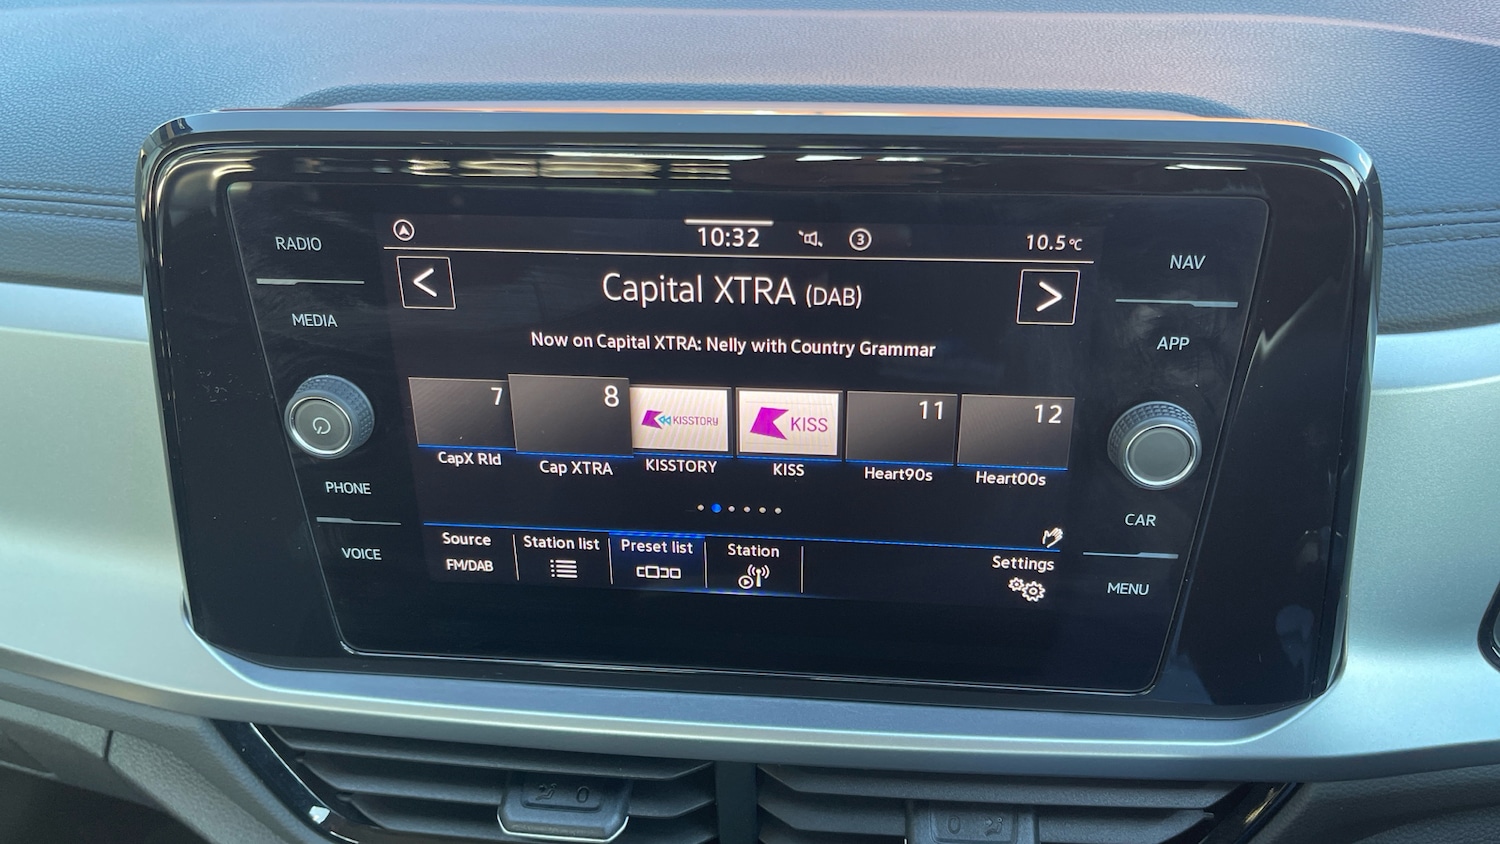 RADIO
MEDIA
PHONE
VOICE
10:32
3
10.5°C
<
Capital XTRA (DAB)
>
Now on Capital XTRA: Nelly with Country Grammar
7
8
KISSTORY
KISS
11
12
CapX Rld
Cap XTRA
KISSTORY
KISS
Heart90s
Heart00s
Source
FM/DAB
Station list
Preset list
Station
Settings
NAV
APP
CAR
MENU
0
0